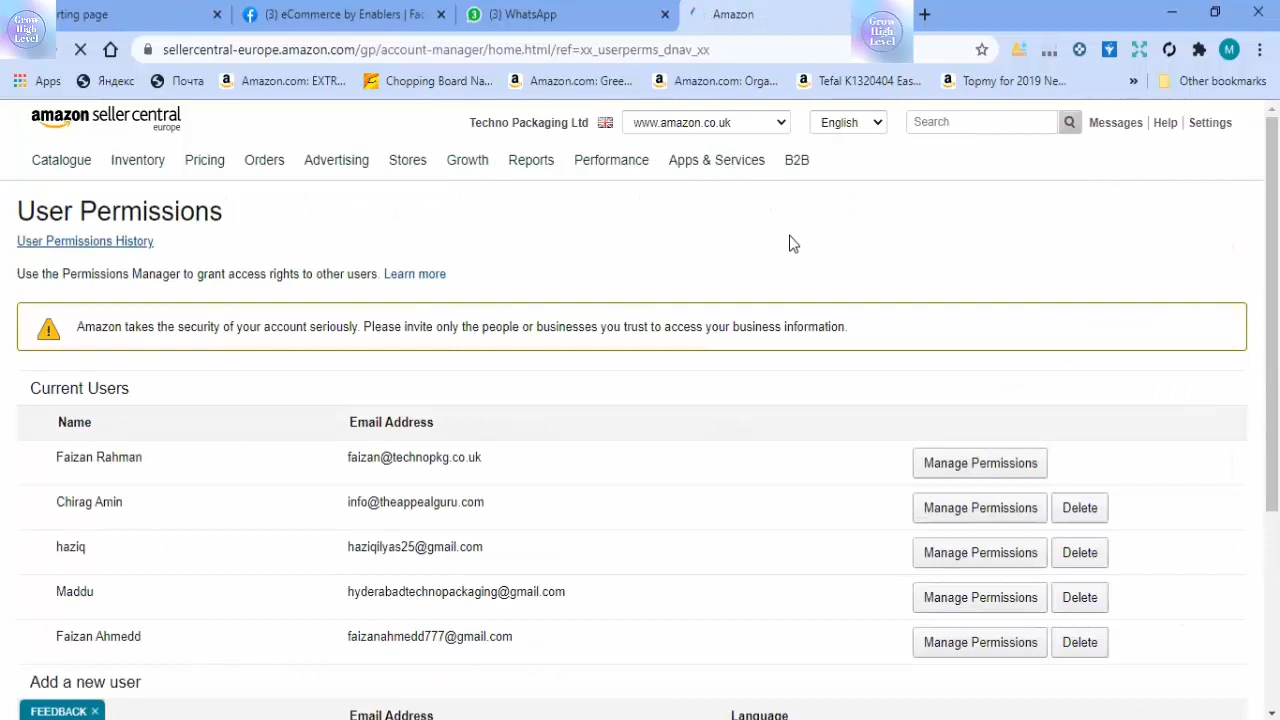 Grow High Level
rting page
(3) eCommerce by Enablers | Fac
(3) WhatsApp
Amazon
Grow High Level
sellercentral-europe.amazon.com/gp/account-manager/home.html/ref=xx_userperms_dnav_xx
M
Apps
Яндекс
Почта
Amazon.com: EXTR...
Chopping Board Na...
Amazon.com: Gree...
Amazon.com: Orga...
Tefal K1320404 Eas...
Topmy for 2019 Ne...
Other bookmarks
amazon seller central
europe
Techno Packaging Ltd
www.amazon.co.uk
English
Search
Messages | Help | Settings
Catalogue Inventory Pricing Orders Advertising Stores Growth Reports Performance Apps & Services B2B
User Permissions
User Permissions History
Use the Permissions Manager to grant access rights to other users. Learn more
Amazon takes the security of your account seriously. Please invite only the people or businesses you trust to access your business information.
Current Users
Name Email Address
Faizan Rahman faizan@technopkg.co.uk Manage Permissions
Chirag Amin info@theappealguru.com Manage Permissions Delete
haziq haziqilyas25@gmail.com Manage Permissions Delete
Maddu hyderabadtechnopackaging@gmail.com Manage Permissions Delete
Faizan Ahmedd faizanahmedd777@gmail.com Manage Permissions Delete
Add a new user
FEEDBACK ×
Email Address Language